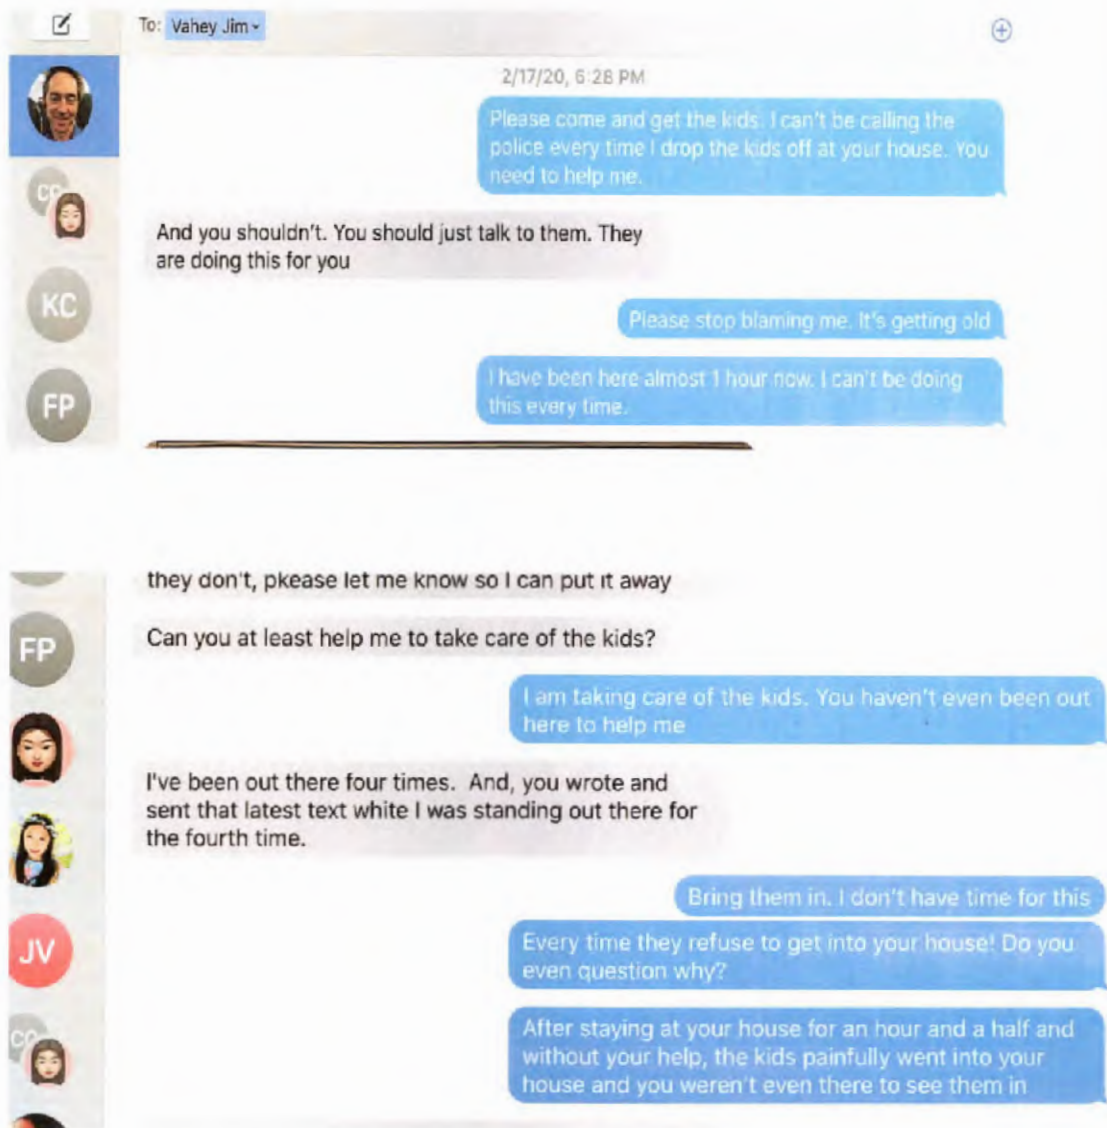 To: Vahey Jim
2/17/20, 6:28 PM
Please come and get the kids. I can't be calling the
police every time I drop the kids off at your house. You
need to help me.
And you shouldn't. You should just talk to them. They
are doing this for you
KC
Please stop blaming me. It's getting old
I have been here almost 1 hour now. I can't be doing
this every time.
FP
they don't, pkease let me know so I can put it away
Can you at least help me to take care of the kids?
FP
I am taking care of the kids. You haven't even been out
here to help me
I've been out there four times. And, you wrote and
sent that latest text white I was standing out there for
the fourth time.
Bring them in. I don't have time for this
JV
Every time they refuse to get into your house! Do you
even question why?
After staying at your house for an hour and a half and
without your help, the kids painfully went into your
house and you weren't even there to see them in